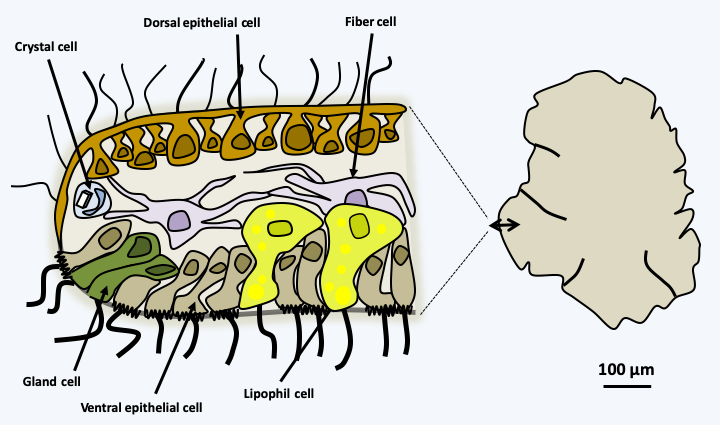 Dorsal epithelial cell
Fiber cell
Crystal cell
100 µm
Gland cell
Lipophil cell
Ventral epithelial cell